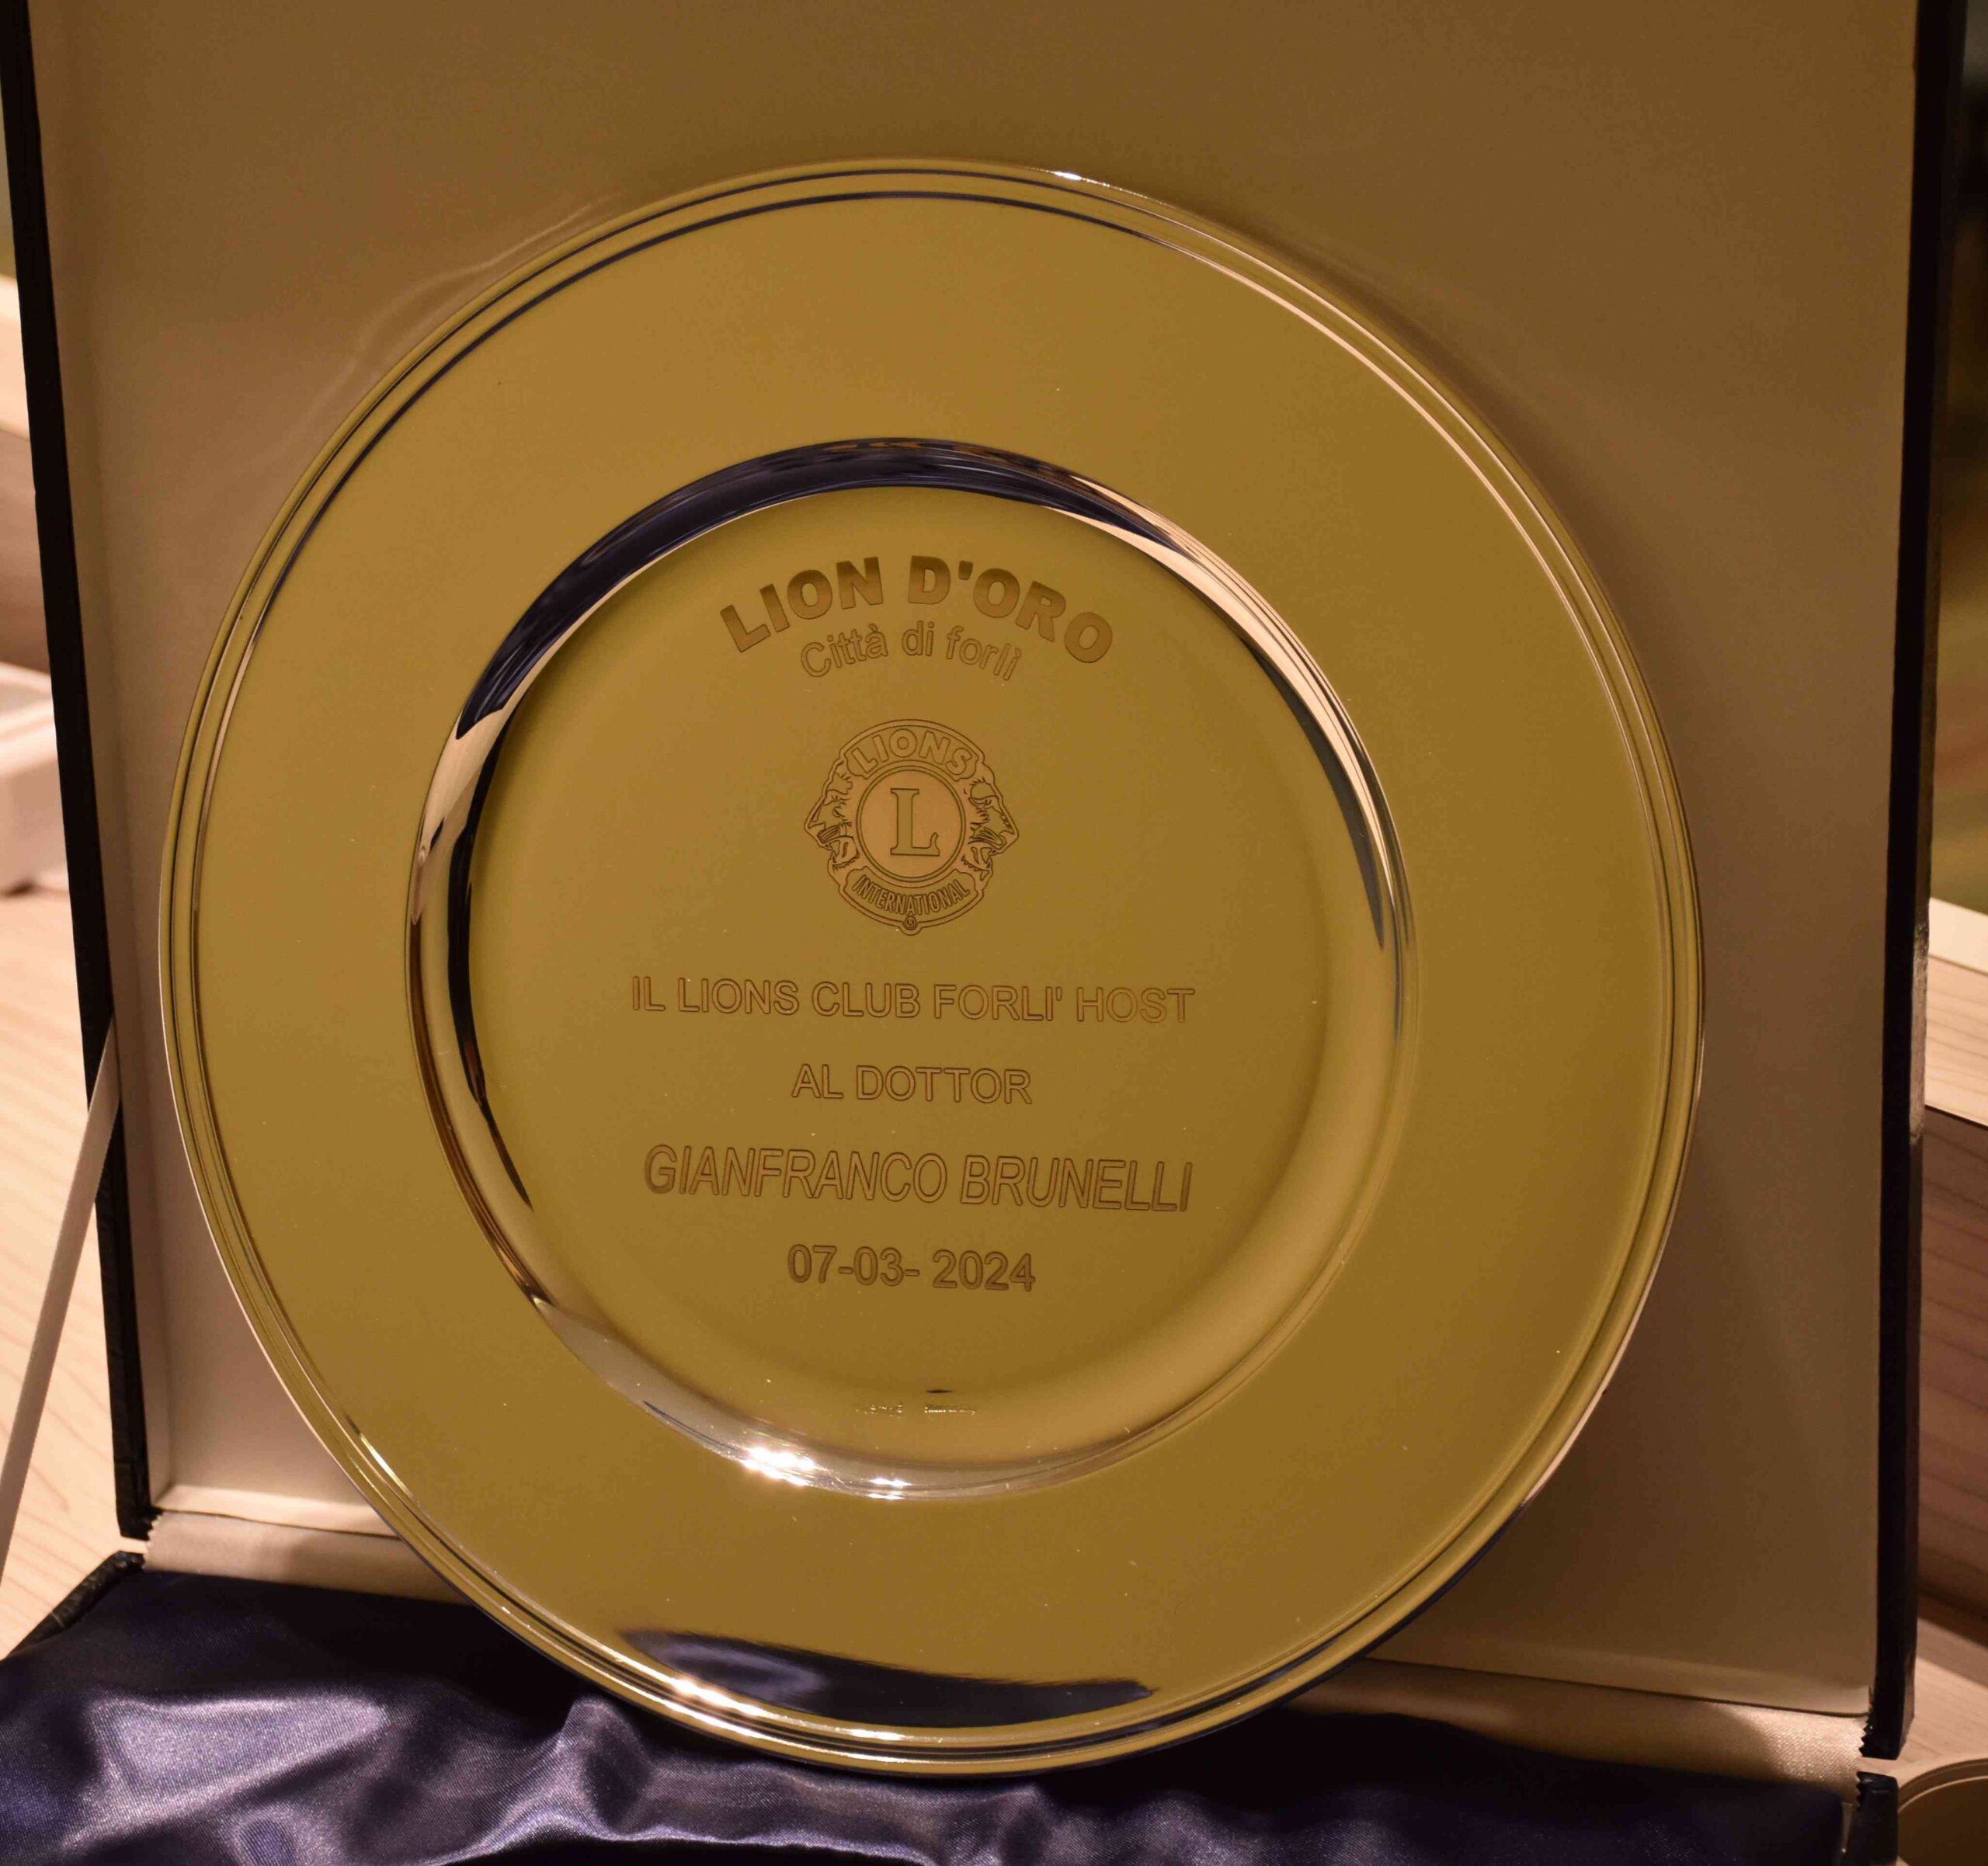 LION D'ORO
Città di forlì
LIONS
L
INTERNATIONAL
®
IL LIONS CLUB FORLI' HOST
AL DOTTOR
GIANFRANCO BRUNELLI
07-03- 2024